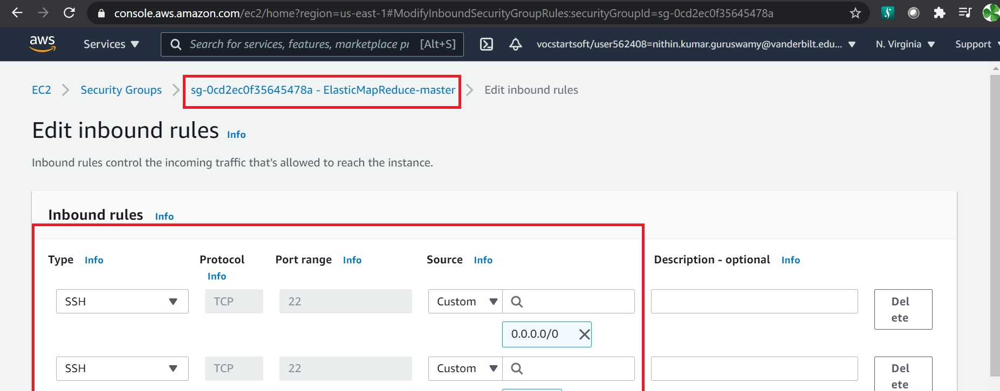 console.aws.amazon.com/ec2/home?region=us-east-1#ModifyInboundSecurityGroupRules:securityGroupId=sg-0cd2ec0f35645478a
aws Services Search for services, features, marketplace pr [Alt+S] vocstartsoft/user562408=nithin.kumar.guruswamy@vanderbilt.edu... N. Virginia Support
EC2 Security Groups sg-0cd2ec0f35645478a - ElasticMapReduce-master Edit inbound rules
Edit inbound rules Info
Inbound rules control the incoming traffic that's allowed to reach the instance.
Inbound rules Info
Type Info Protocol Port range Info Source Info Description - optional Info
Info
SSH TCP 22 Custom Del
ete
0.0.0.0/0
SSH TCP 22 Custom Del
ete